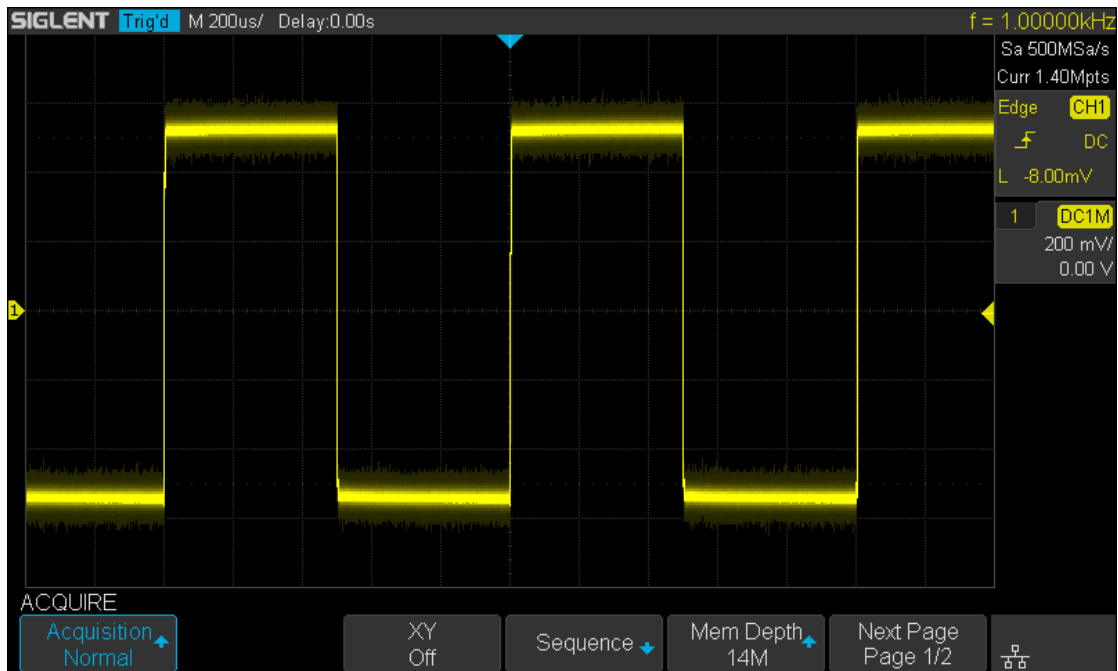 SIGLENT Trig'd M 200us/ Delay:0.00s f = 1.00000kHz
Sa 500MSa/s
Curr 1.40Mpts
Edge CH1
DC
L -8.00mV
1 DC1M
200 mV/
0.00 V
1
ACQUIRE
Acquisition
Normal
XY
Off
Sequence
Mem Depth
14M
Next Page
Page 1/2